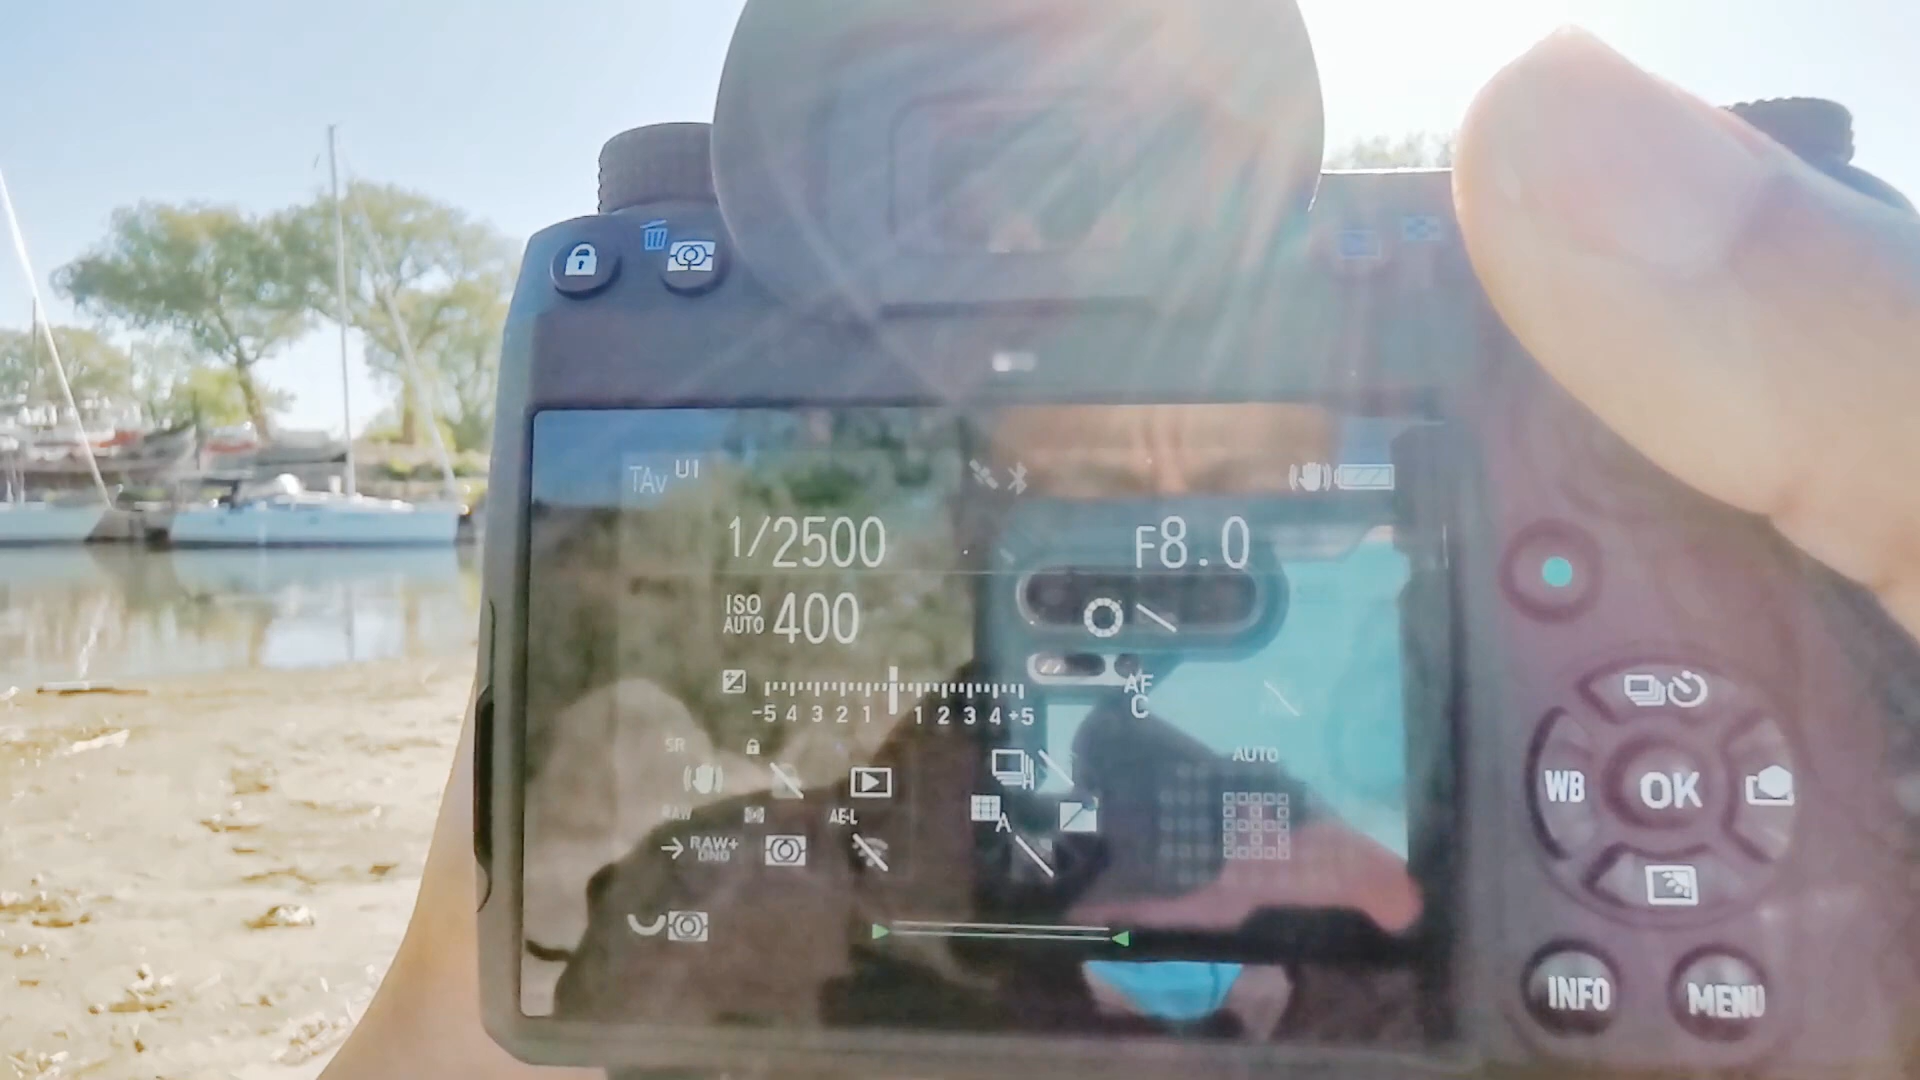 TAv U1
1/2500 F8.0
ISO AUTO 400
-5 4 3 2 1 1 2 3 4 +5
AF C
SR
AUTO
H
RAW
AE-L
A
RAW+
WB
OK
INFO
MENU